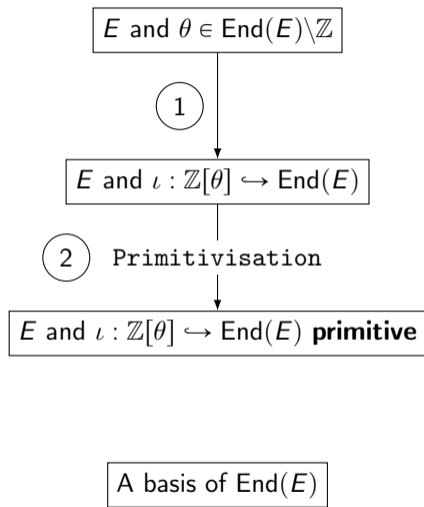 E and θ ∈ End(E)\ℤ
1
E and ι : ℤ[θ] ↪ End(E)
2 Primitivisation
E and ι : ℤ[θ] ↪ End(E) primitive
A basis of End(E)